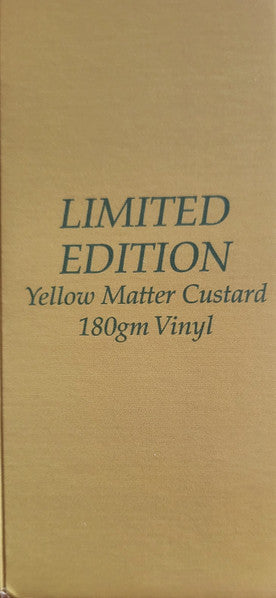 LIMITED
EDITION
Yellow Matter Custard
180gm Vinyl